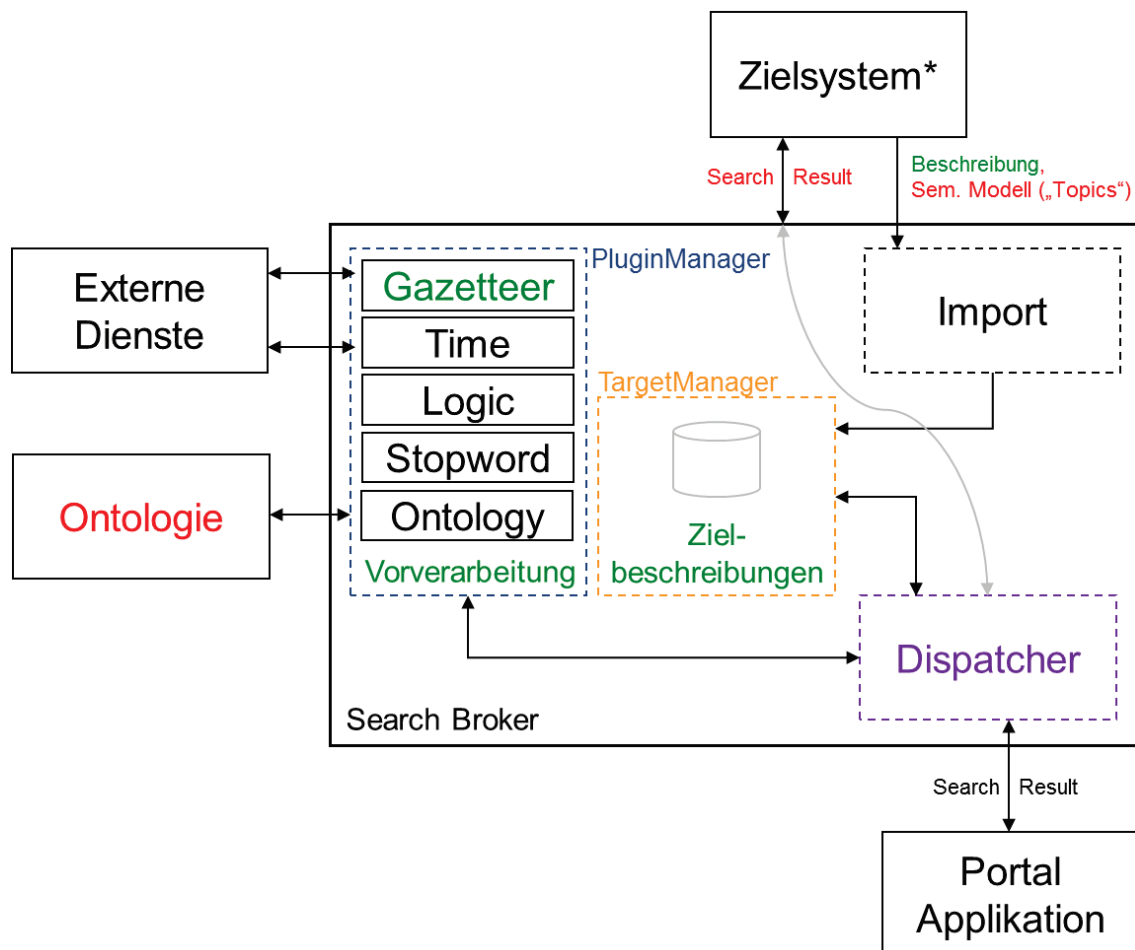 Zielsystem*
Search Result
Beschreibung,
Sem. Modell („Topics“)
Externe
Dienste
Ontologie
PluginManager
Gazetteer
Time
Logic
Stopword
Ontology
Vorverarbeitung
TargetManager
Ziel-
beschreibungen
Import
Dispatcher
Search Broker
Search Result
Portal
Applikation